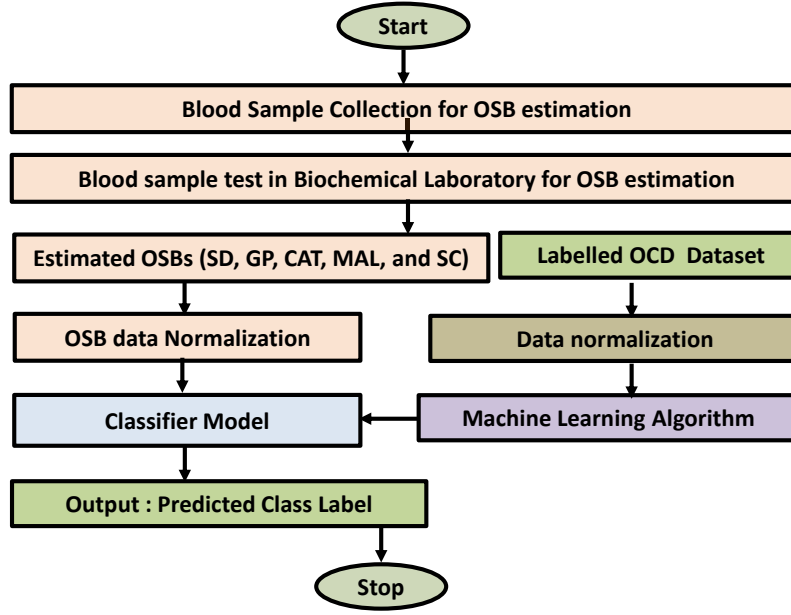 Start
Blood Sample Collection for OSB estimation
Blood sample test in Biochemical Laboratory for OSB estimation
Estimated OSBs (SD, GP, CAT, MAL, and SC)
Labelled OCD Dataset
OSB data Normalization
Data normalization
Classifier Model
Machine Learning Algorithm
Output : Predicted Class Label
Stop